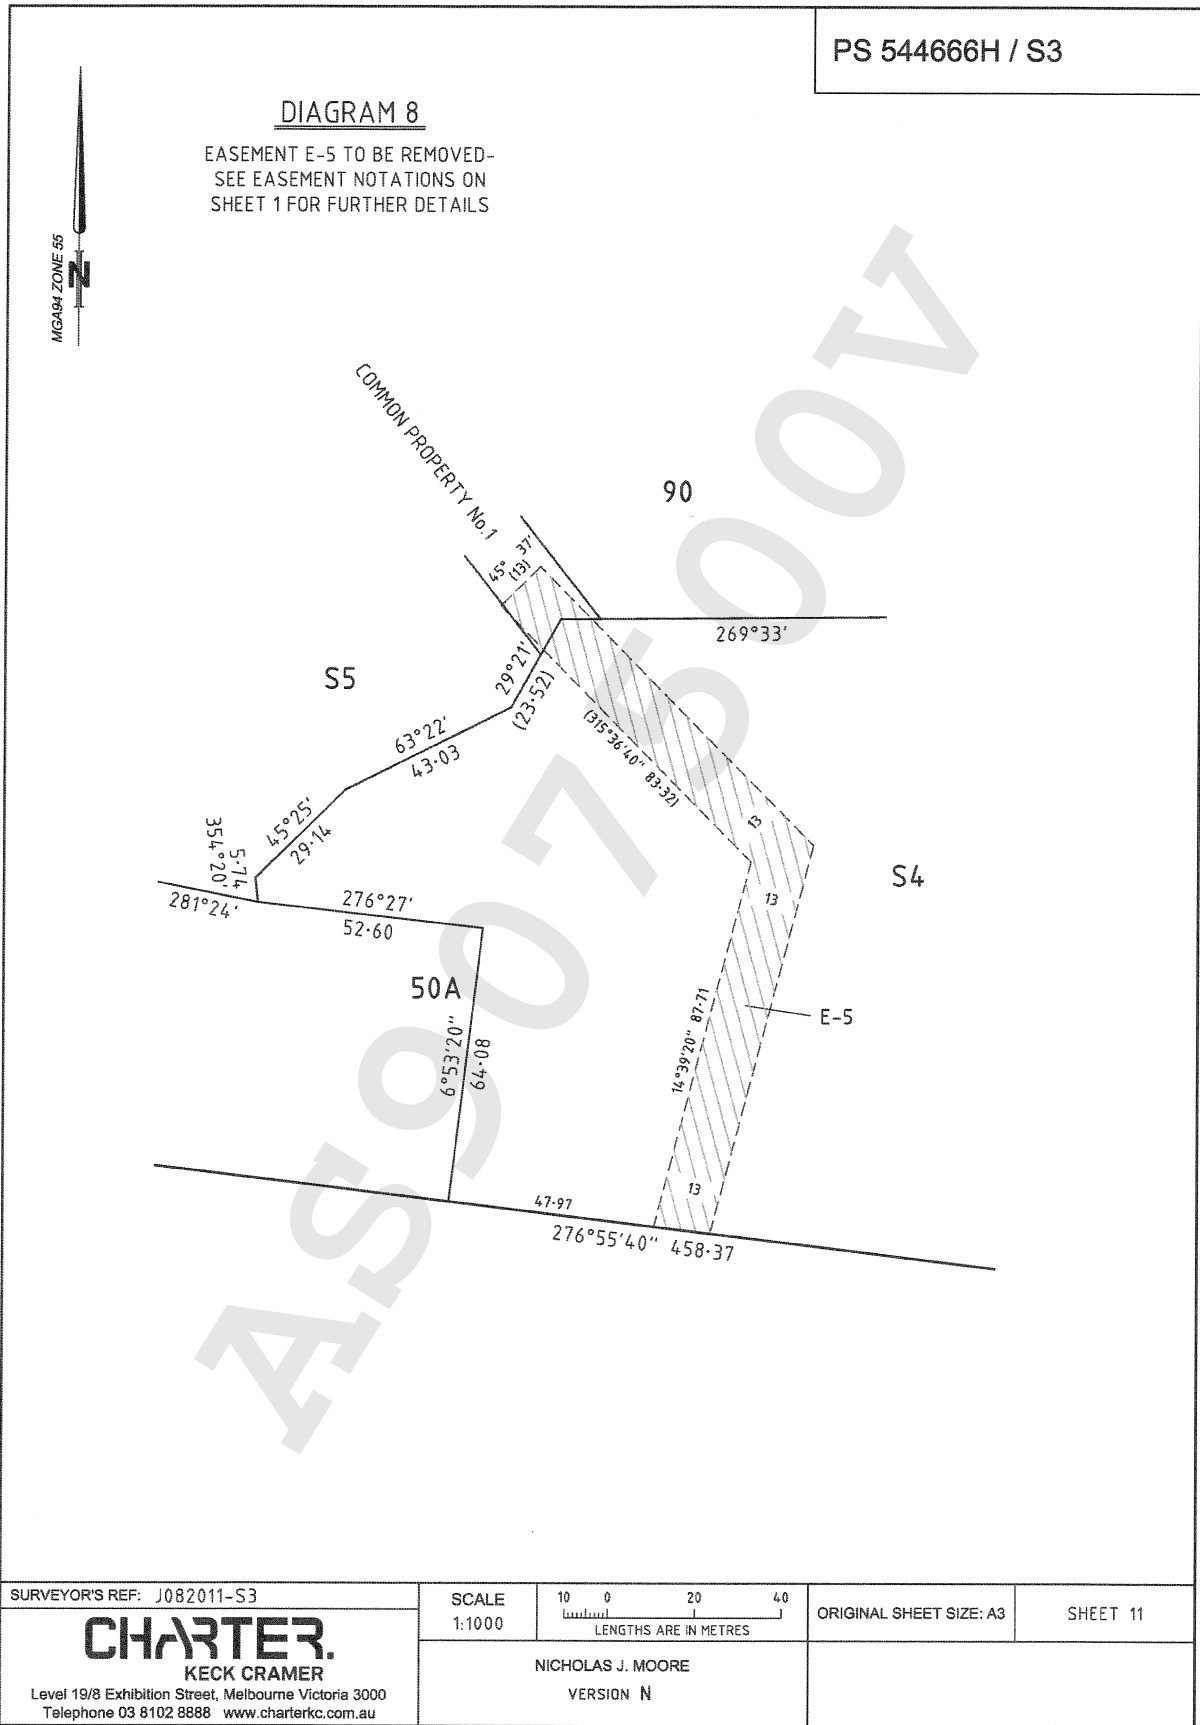 PS 544666H / S3
DIAGRAM 8
EASEMENT E-5 TO BE REMOVED-
SEE EASEMENT NOTATIONS ON
SHEET 1 FOR FURTHER DETAILS
MGA94 ZONE 55
N
COMMON PROPERTY No.1
90
45° 37'
(13)
269°33'
S5
29°21'
(23·52)
63°22'
43·03
(315°36'40" 83·32)
13
45°25'
29·14
354°20'
5·74
S4
281°24'
276°27'
52·60
13
50A
6°53'20"
64·08
14°39'20" 87·71
E-5
13
47·97
276°55'40" 458·37
AS907500V
SURVEYOR'S REF: J082011-S3
CHARTER.
KECK CRAMER
Level 19/8 Exhibition Street, Melbourne Victoria 3000
Telephone 03 8102 8888 www.charterkc.com.au
SCALE
1:1000
10 0 20 40
LENGTHS ARE IN METRES
NICHOLAS J. MOORE
VERSION N
ORIGINAL SHEET SIZE: A3
SHEET 11